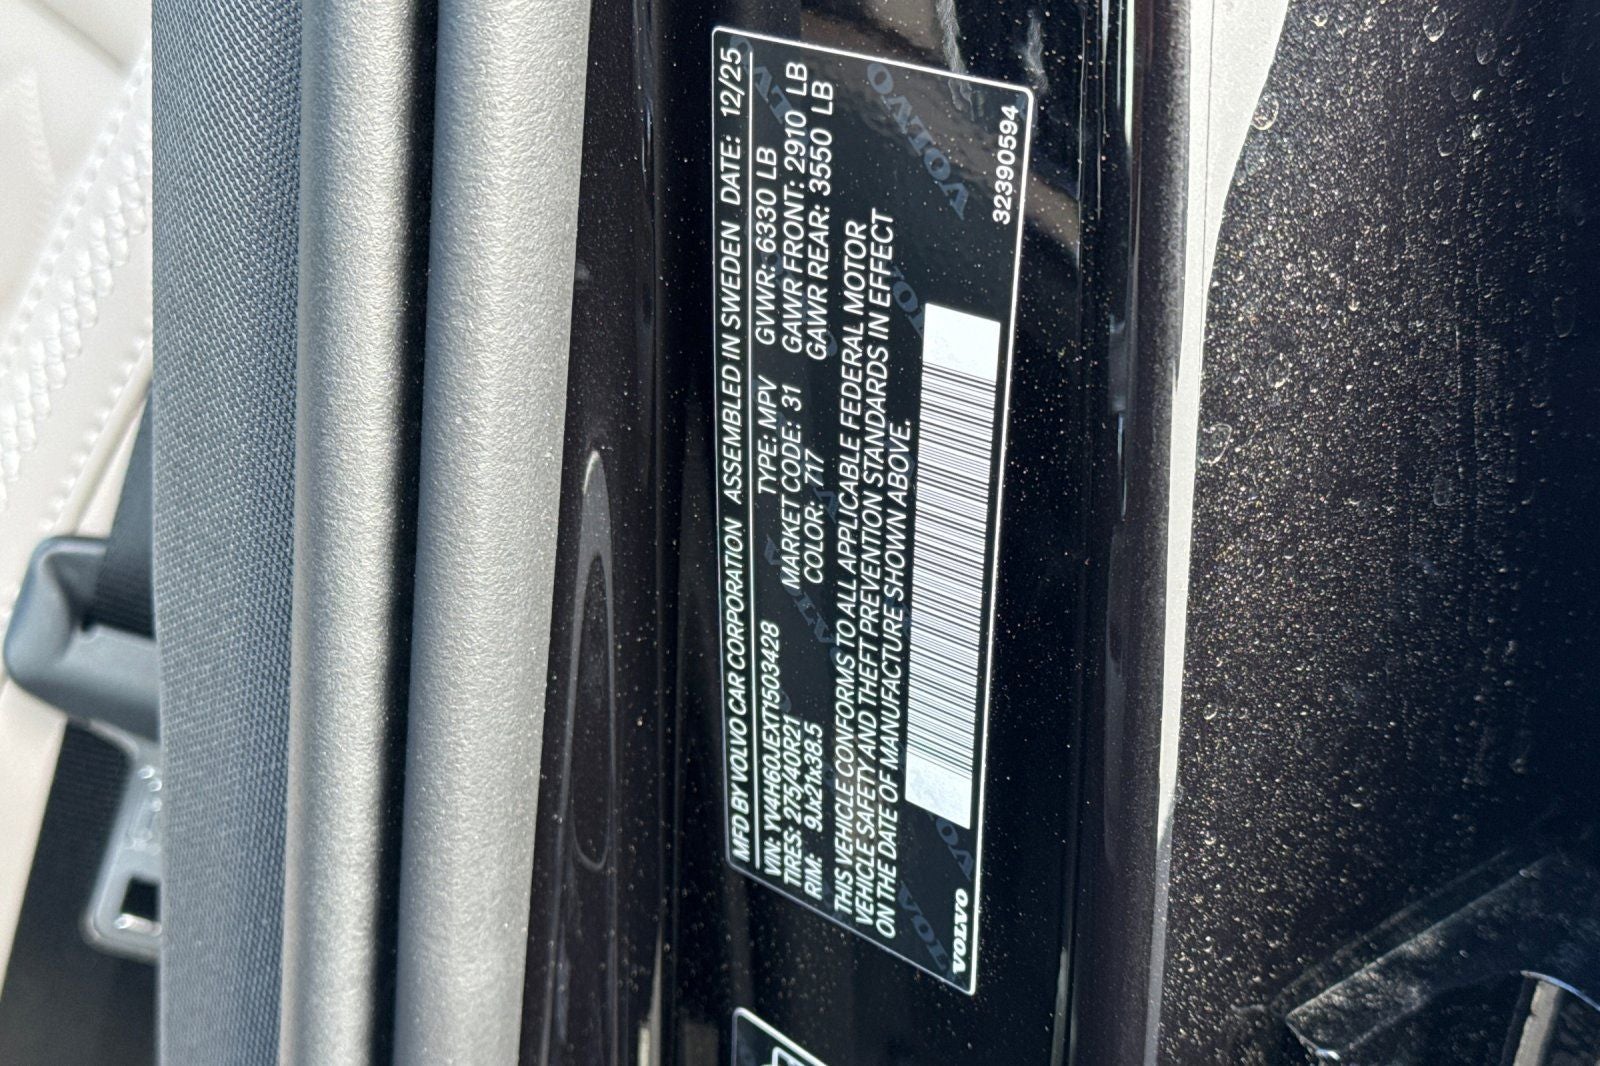 MFD BY VOLVO CAR CORPORATION ASSEMBLED IN SWEDEN DATE: 12/25
VIN: YV4H60JEXT1503428 TYPE: MPV GVWR: 6330 LB
TIRES: 275/40R21 MARKET CODE: 31 GAWR FRONT: 2910 LB
RIM: 9Jx21x38.5 COLOR: 717 GAWR REAR: 3550 LB
THIS VEHICLE CONFORMS TO ALL APPLICABLE FEDERAL MOTOR
VEHICLE SAFETY AND THEFT PREVENTION STANDARDS IN EFFECT
ON THE DATE OF MANUFACTURE SHOWN ABOVE.
VOLVO 32390594